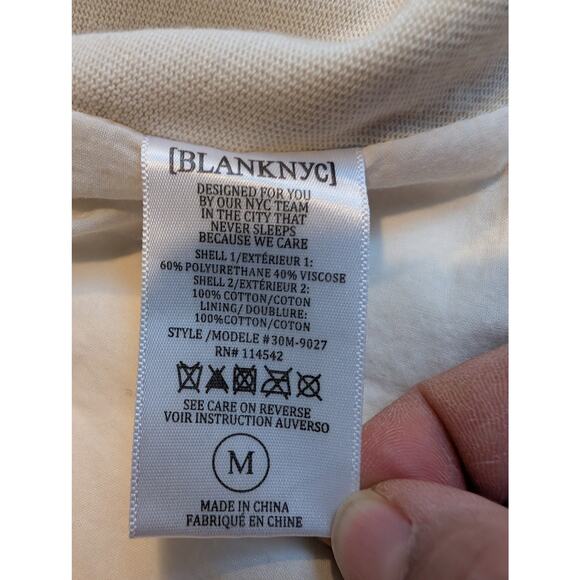 [BLANKNYC]
DESIGNED FOR YOU
BY OUR NYC TEAM
IN THE CITY THAT
NEVER SLEEPS
BECAUSE WE CARE
SHELL 1/EXTÉRIEUR 1:
60% POLYURETHANE 40% VISCOSE
SHELL 2/EXTÉRIEUR 2:
100% COTTON/COTON
LINING/ DOUBLURE:
100%COTTON/COTON
STYLE /MODELE #30M-9027
RN# 114542
SEE CARE ON REVERSE
VOIR INSTRUCTION AUVERSO
M
MADE IN CHINA
FABRIQUÉ EN CHINE